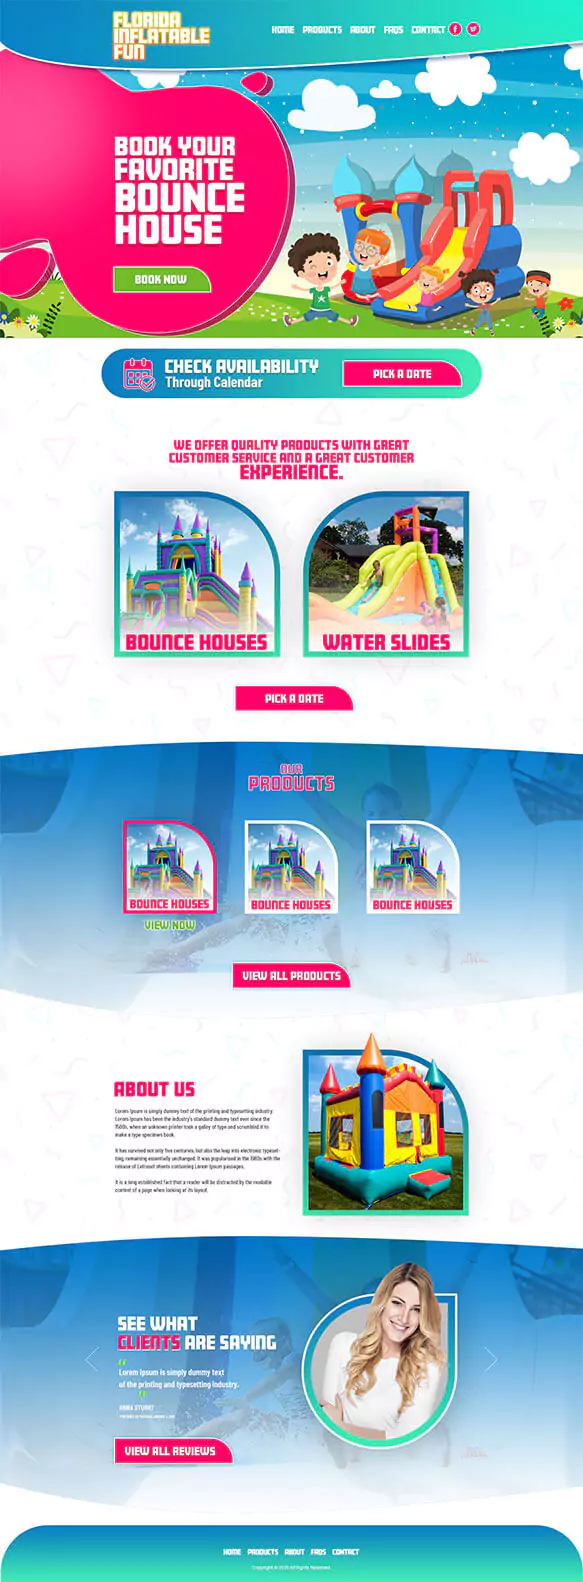 FLORIDA
INFLATABLE
FUN
HOME PRODUCTS ABOUT FAQS CONTACT
BOOK YOUR
FAVORITE
BOUNCE
HOUSE
BOOK NOW
CHECK AVAILABILITY
Through Calendar
PICK A DATE
WE OFFER QUALITY PRODUCTS WITH GREAT
CUSTOMER SERVICE AND A GREAT CUSTOMER
EXPERIENCE.
BOUNCE HOUSES
WATER SLIDES
PICK A DATE
OUR
PRODUCTS
BOUNCE HOUSES
BOUNCE HOUSES
BOUNCE HOUSES
VIEW NOW
VIEW ALL PRODUCTS
ABOUT US
Lorem Ipsum is simply dummy text of the printing and typesetting industry.
Lorem Ipsum has been the industry's standard dummy text ever since the
1500s, when an unknown printer took a galley of type and scrambled it to
make a type specimen book.
It has survived not only five centuries, but also the leap into electronic typeset-
ting, remaining essentially unchanged. It was popularised in the 1960s with the
release of Letraset sheets containing Lorem Ipsum passages.
It is a long established fact that a reader will be distracted by the readable
content of a page when looking at its layout.
SEE WHAT
CLIENTS ARE SAYING
Lorem Ipsum is simply dummy text
of the printing and typesetting industry.
ANNA STUART
VIEW ALL REVIEWS
HOME PRODUCTS ABOUT FAQS CONTACT
All Rights Reserved.